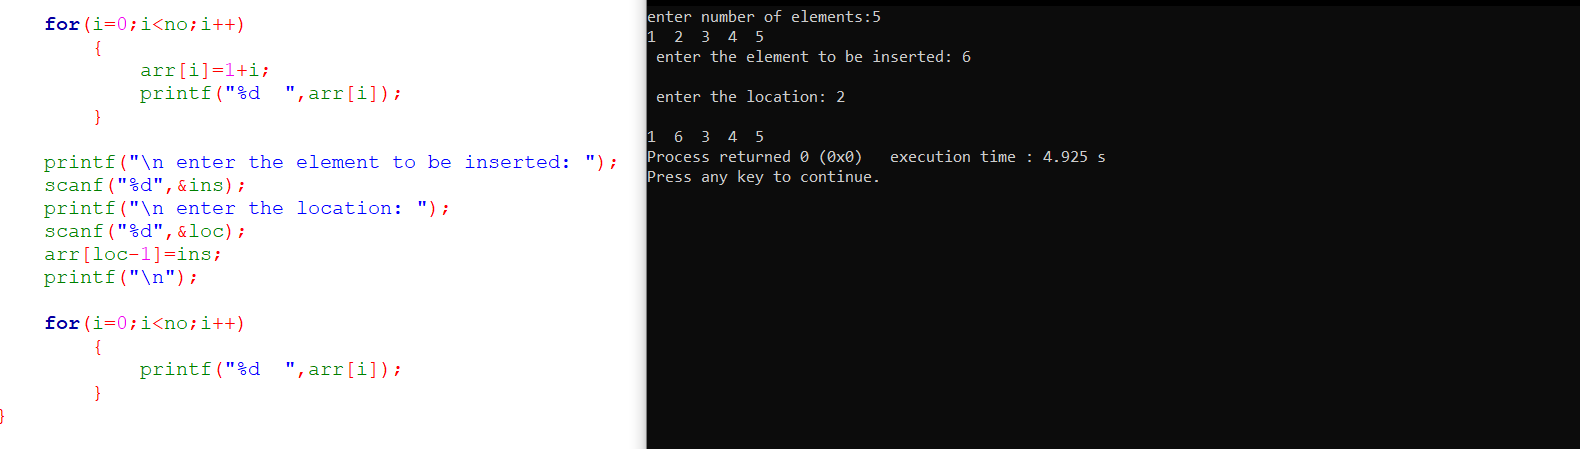 for(i=0;i<no;i++)
{
arr[i]=1+i;
printf("%d  ",arr[i]);
}
printf("\n enter the element to be inserted: ");
scanf("%d",&ins);
printf("\n enter the location: ");
scanf("%d",&loc);
arr[loc-1]=ins;
printf("\n");
for(i=0;i<no;i++)
{
printf("%d  ",arr[i]);
}
}
enter number of elements:5
1  2  3  4  5
enter the element to be inserted: 6
enter the location: 2
1  6  3  4  5
Process returned 0 (0x0)   execution time : 4.925 s
Press any key to continue.